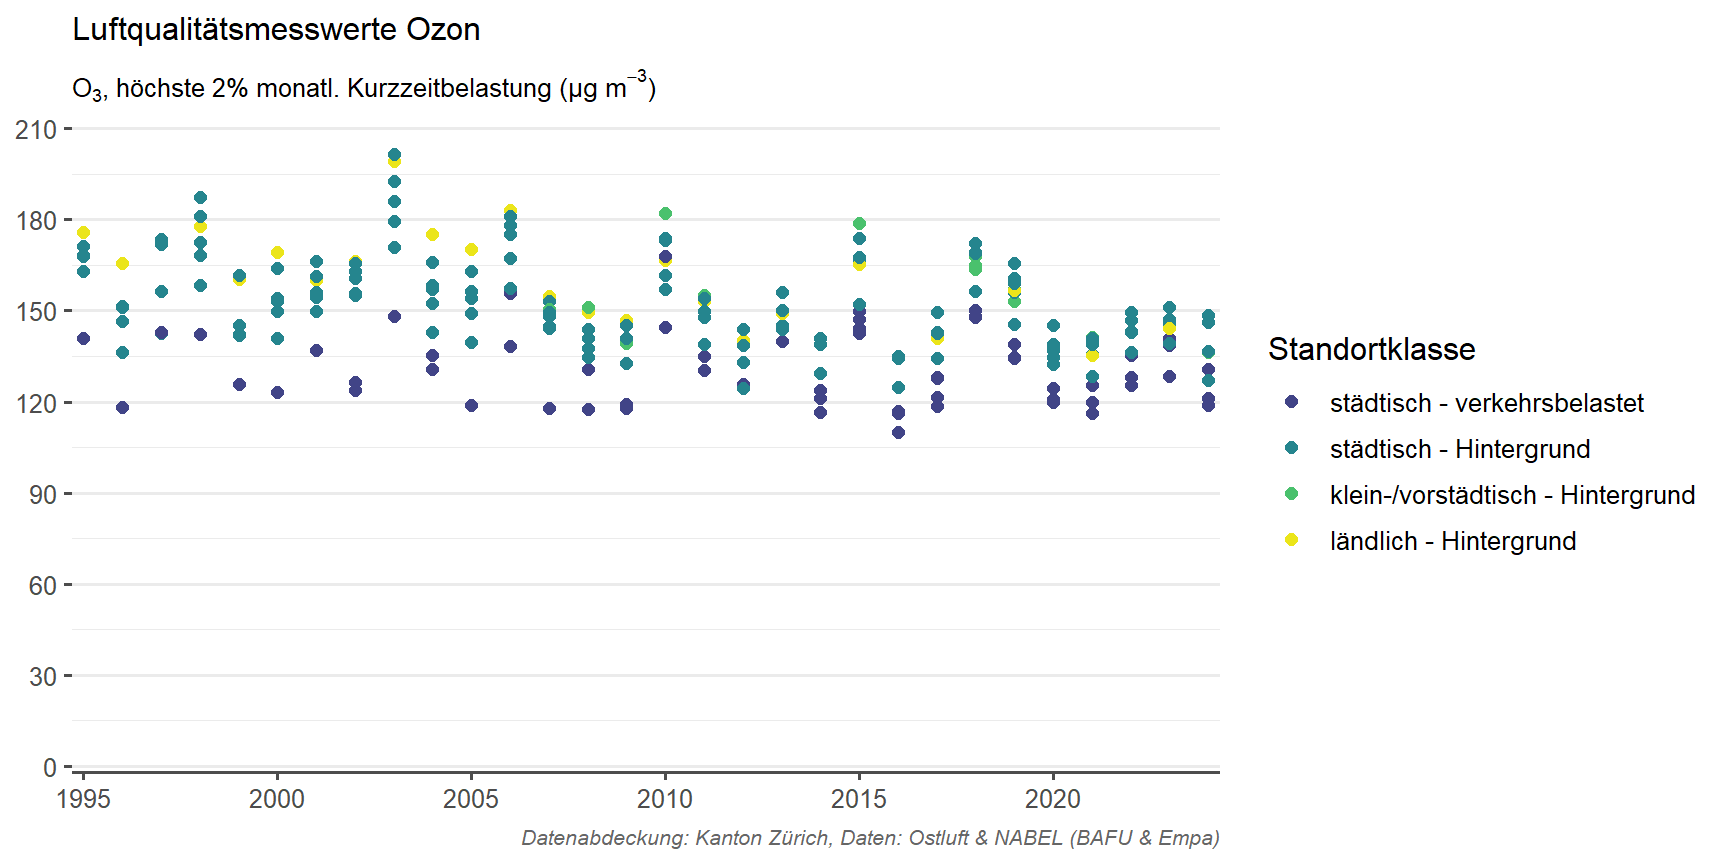 Luftqualitätsmesswerte Ozon
O₃, höchste 2% monatl. Kurzzeitbelastung (µg m⁻³)
210
180
150
120
90
60
30
0
1995 2000 2005 2010 2015 2020
Standortklasse
städtisch - verkehrsbelastet
städtisch - Hintergrund
klein-/vorstädtisch - Hintergrund
ländlich - Hintergrund
Datenabdeckung: Kanton Zürich, Daten: Ostluft & NABEL (BAFU & Empa)